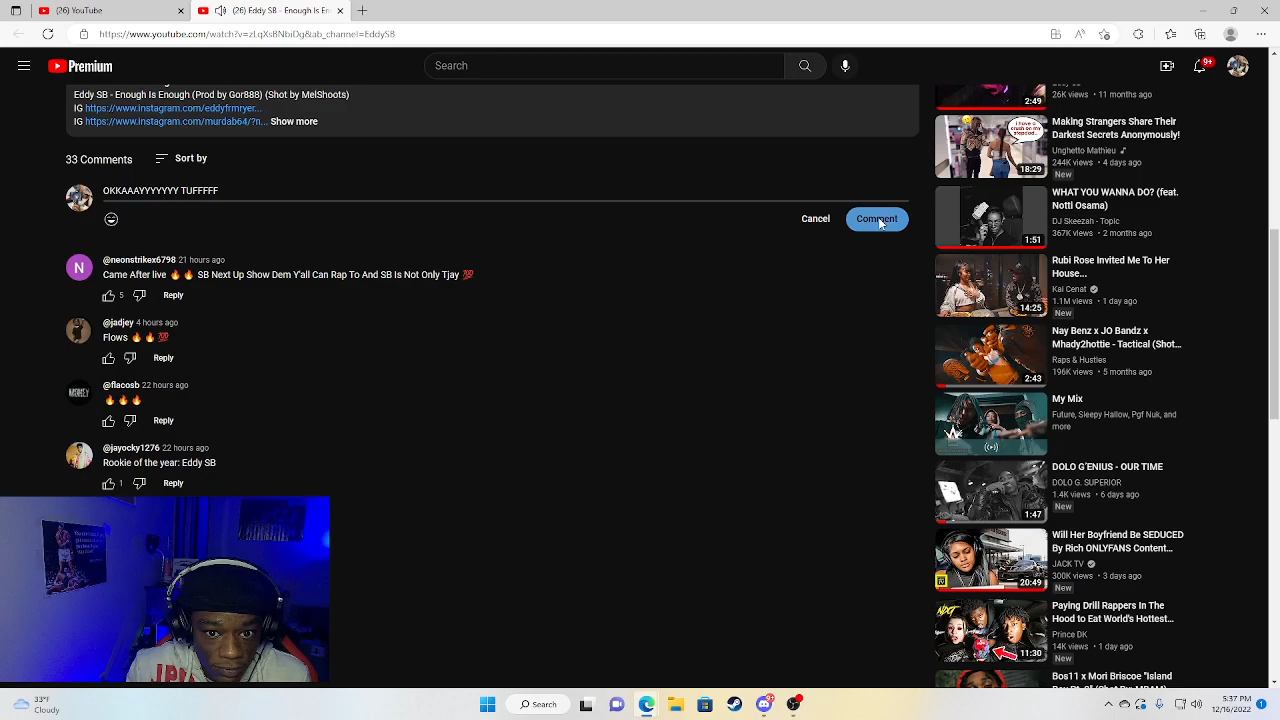 (26) YouTube
(26) Eddy SB - Enough Is En
https://www.youtube.com/watch?v=zLqXsBNbiDg&ab_channel=EddySB
Premium
Search
9+
Eddy SB - Enough Is Enough (Prod by Gor888) (Shot by MelShoots)
IG https://www.instagram.com/eddyfrmryer...
IG https://www.instagram.com/murdab64/?n... Show more
33 Comments
Sort by
OKKAAAYYYYYYY TUFFFFF
Cancel
Comment
N
@neonstrikex6798 21 hours ago
Came After live 🔥 🔥 SB Next Up Show Dem Y'all Can Rap To And SB Is Not Only Tjay 💯
5
Reply
@jadjey 4 hours ago
Flows 🔥 🔥 💯
Reply
@flacosb 22 hours ago
🔥 🔥 🔥
Reply
@jayocky1276 22 hours ago
Rookie of the year: Eddy SB
1
Reply
26K views • 11 months ago
2:49
Making Strangers Share Their
Darkest Secrets Anonymously!
Unghetto Mathieu
244K views • 4 days ago
New
i have a
crush on my
stepdad..
18:29
WHAT YOU WANNA DO? (feat.
Notti Osama)
DJ Skeezah - Topic
367K views • 2 months ago
1:51
Rubi Rose Invited Me To Her
House...
Kai Cenat
1.1M views • 1 day ago
New
14:25
Nay Benz x JO Bandz x
Mhady2hottie - Tactical (Shot...
Raps & Hustles
196K views • 5 months ago
2:43
My Mix
Future, Sleepy Hallow, Pgf Nuk, and
more
DOLO G'ENIUS - OUR TIME
DOLO G. SUPERIOR
1.4K views • 6 days ago
New
1:47
Will Her Boyfriend Be SEDUCED
By Rich ONLYFANS Content...
JACK TV
300K views • 3 days ago
New
20:49
Paying Drill Rappers In The
Hood to Eat World's Hottest...
Prince DK
14K views • 1 day ago
New
11:30
Bos11 x Mori Briscoe "Island
33°F
Cloudy
Search
5:37 PM
12/16/2022